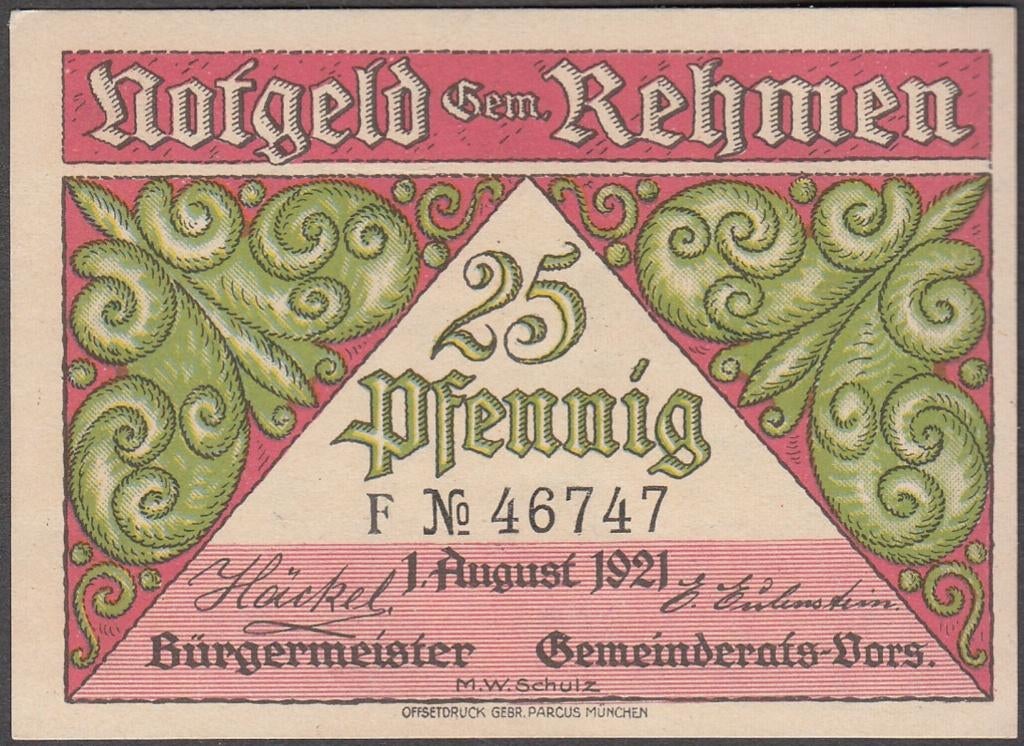 Notgeld Gem. Rehmen
25
Pfennig
F № 46747
1. August 1921
Häckel. E. Eulenstein.
Bürgermeister Gemeinderats-Vors.
M.W. Schulz
OFFSETDRUCK GEBR. PARCUS MÜNCHEN